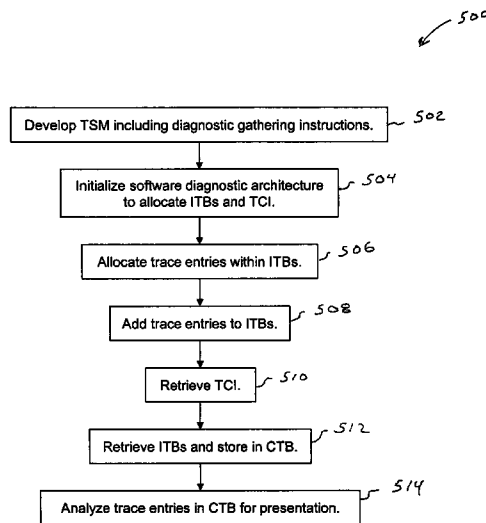 500
Develop TSM including diagnostic gathering instructions.
502
Initialize software diagnostic architecture
to allocate ITBs and TCI.
504
Allocate trace entries within ITBs.
506
Add trace entries to ITBs.
508
Retrieve TCI.
510
Retrieve ITBs and store in CTB.
512
Analyze trace entries in CTB for presentation.
514